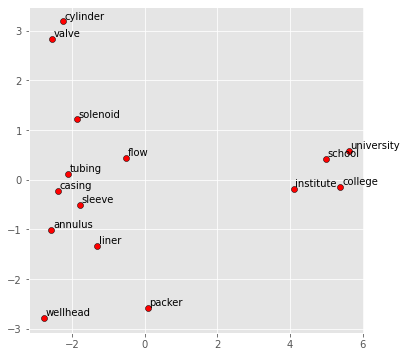 cylinder
3
valve
2
solenoid
1
flow
university
school
tubing
0
casing
institute
college
sleeve
annulus
-1
liner
-2
packer
wellhead
-3
-2 0 2 4 6